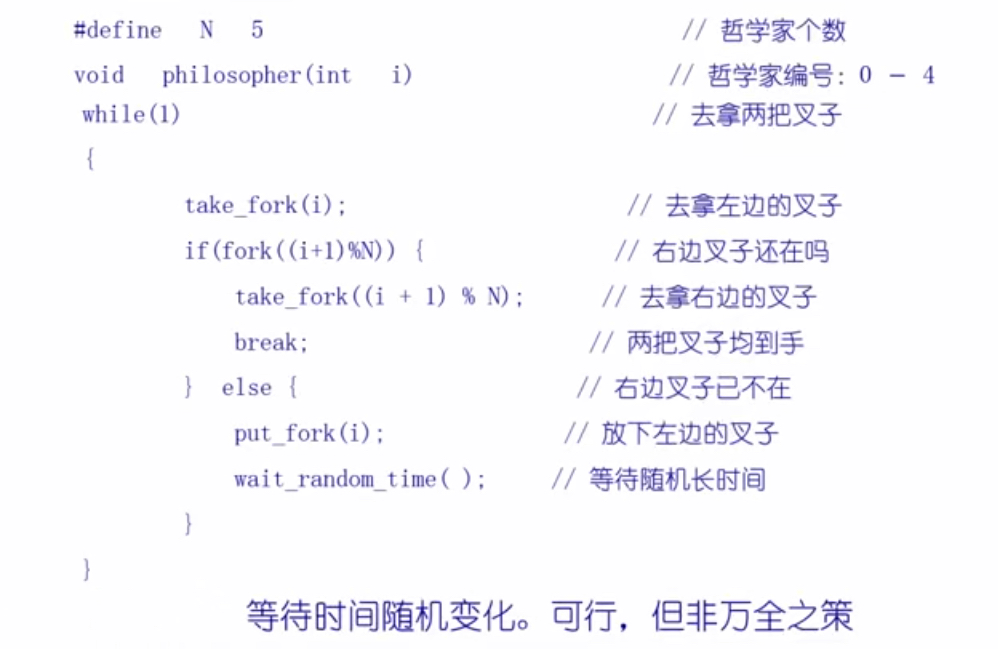 #define N 5 // 哲学家个数
void philosopher(int i) // 哲学家编号: 0 - 4
while(1) // 去拿两把叉子
{
take_fork(i); // 去拿左边的叉子
if(fork((i+1)%N)) { // 右边叉子还在吗
take_fork((i + 1) % N); // 去拿右边的叉子
break; // 两把叉子均到手
} else { // 右边叉子已不在
put_fork(i); // 放下左边的叉子
wait_random_time( ); // 等待随机长时间
}
}
等待时间随机变化。可行，但非万全之策